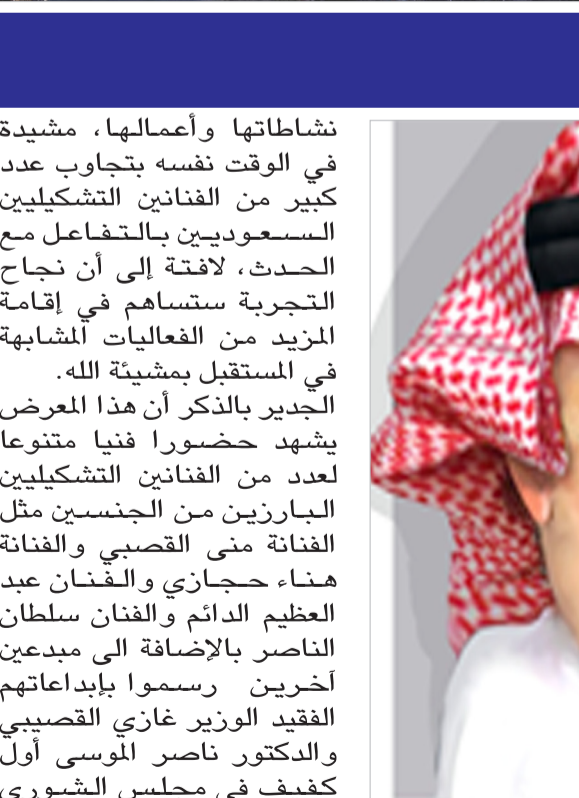 نشاطاتها وأعمالها، مشيدة
في الوقت نفسه بتجاوب عدد
كبير من الفنانين التشكيليين
السعوديين بالتفاعل مع
الحدث، لافتة إلى أن نجاح
التجربة ستساهم في إقامة
المزيد من الفعاليات المشابهة
في المستقبل بمشيئة الله.
الجدير بالذكر أن هذا المعرض
يشهد حضورا فنيا متنوعا
لعدد من الفنانين التشكيليين
البارزين من الجنسين مثل
الفنانة منى القصبي والفنانة
هناء حجازي والفنان عبد
العظيم الدائم والفنان سلطان
الناصر بالإضافة الى مبدعين
آخرين رسموا بإبداعاتهم
الفقيد الوزير غازي القصيبي
والدكتور ناصر الموسى أول
كفيف في مجلس الشورى